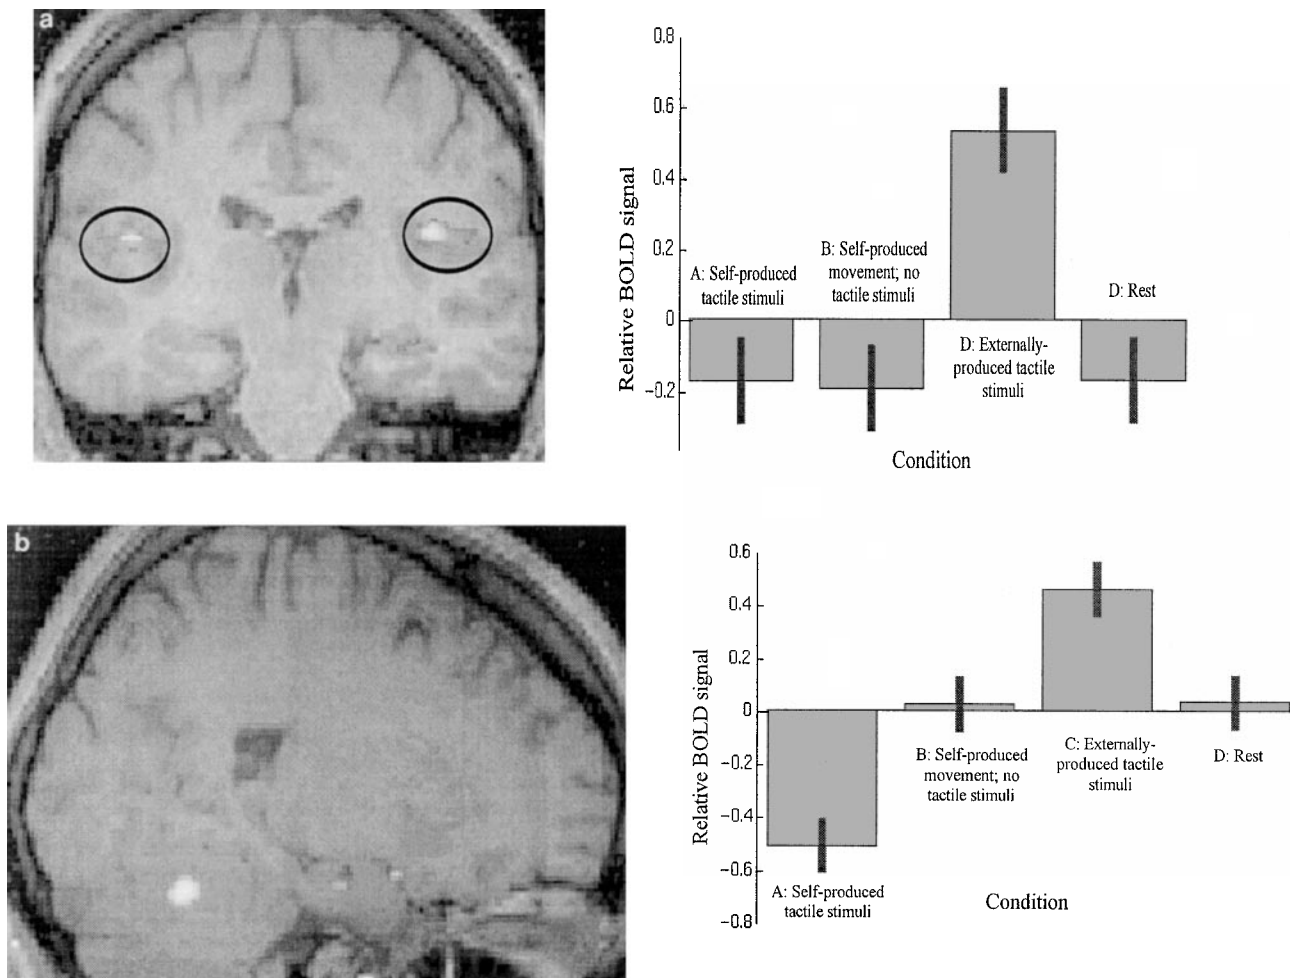 a
0.8
0.6
0.4
0.2
0
-0.2
Relative BOLD signal
A: Self-produced
tactile stimuli
B: Self-produced
movement; no
tactile stimuli
D: Externally-
produced tactile
stimuli
D: Rest
Condition
b
0.6
0.4
0.2
0
-0.2
-0.4
-0.6
-0.8
Relative BOLD signal
A: Self-produced
tactile stimuli
B: Self-produced
movement; no
tactile stimuli
C: Externally-
produced tactile
stimuli
D: Rest
Condition